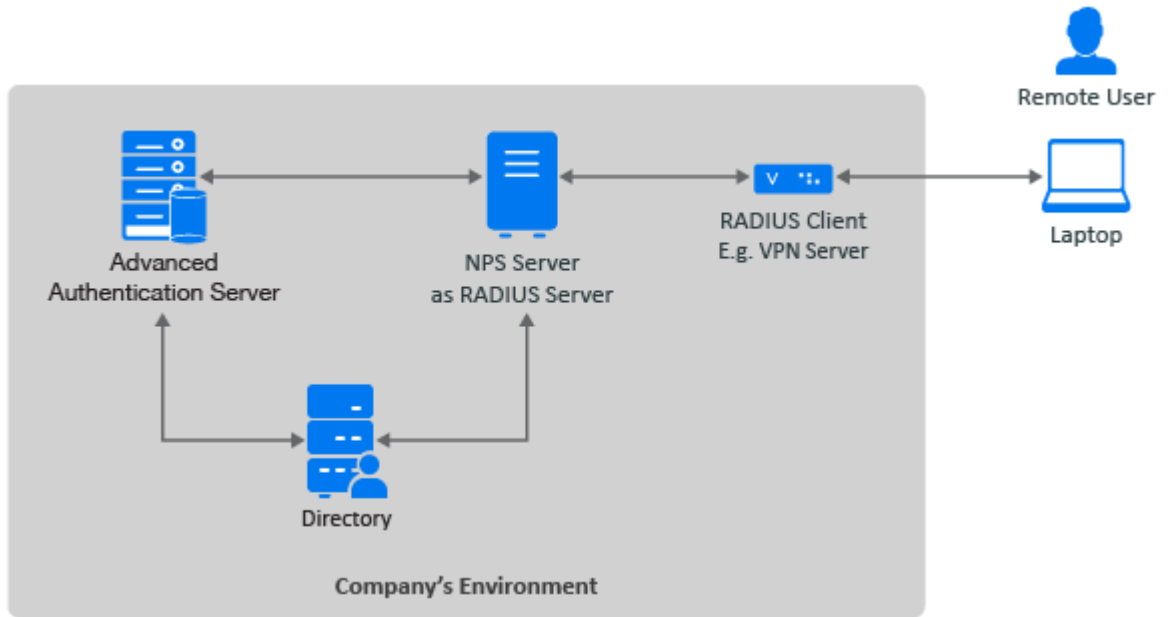 Remote User
Laptop
RADIUS Client
E.g. VPN Server
NPS Server
as RADIUS Server
Advanced
Authentication Server
Directory
Company's Environment